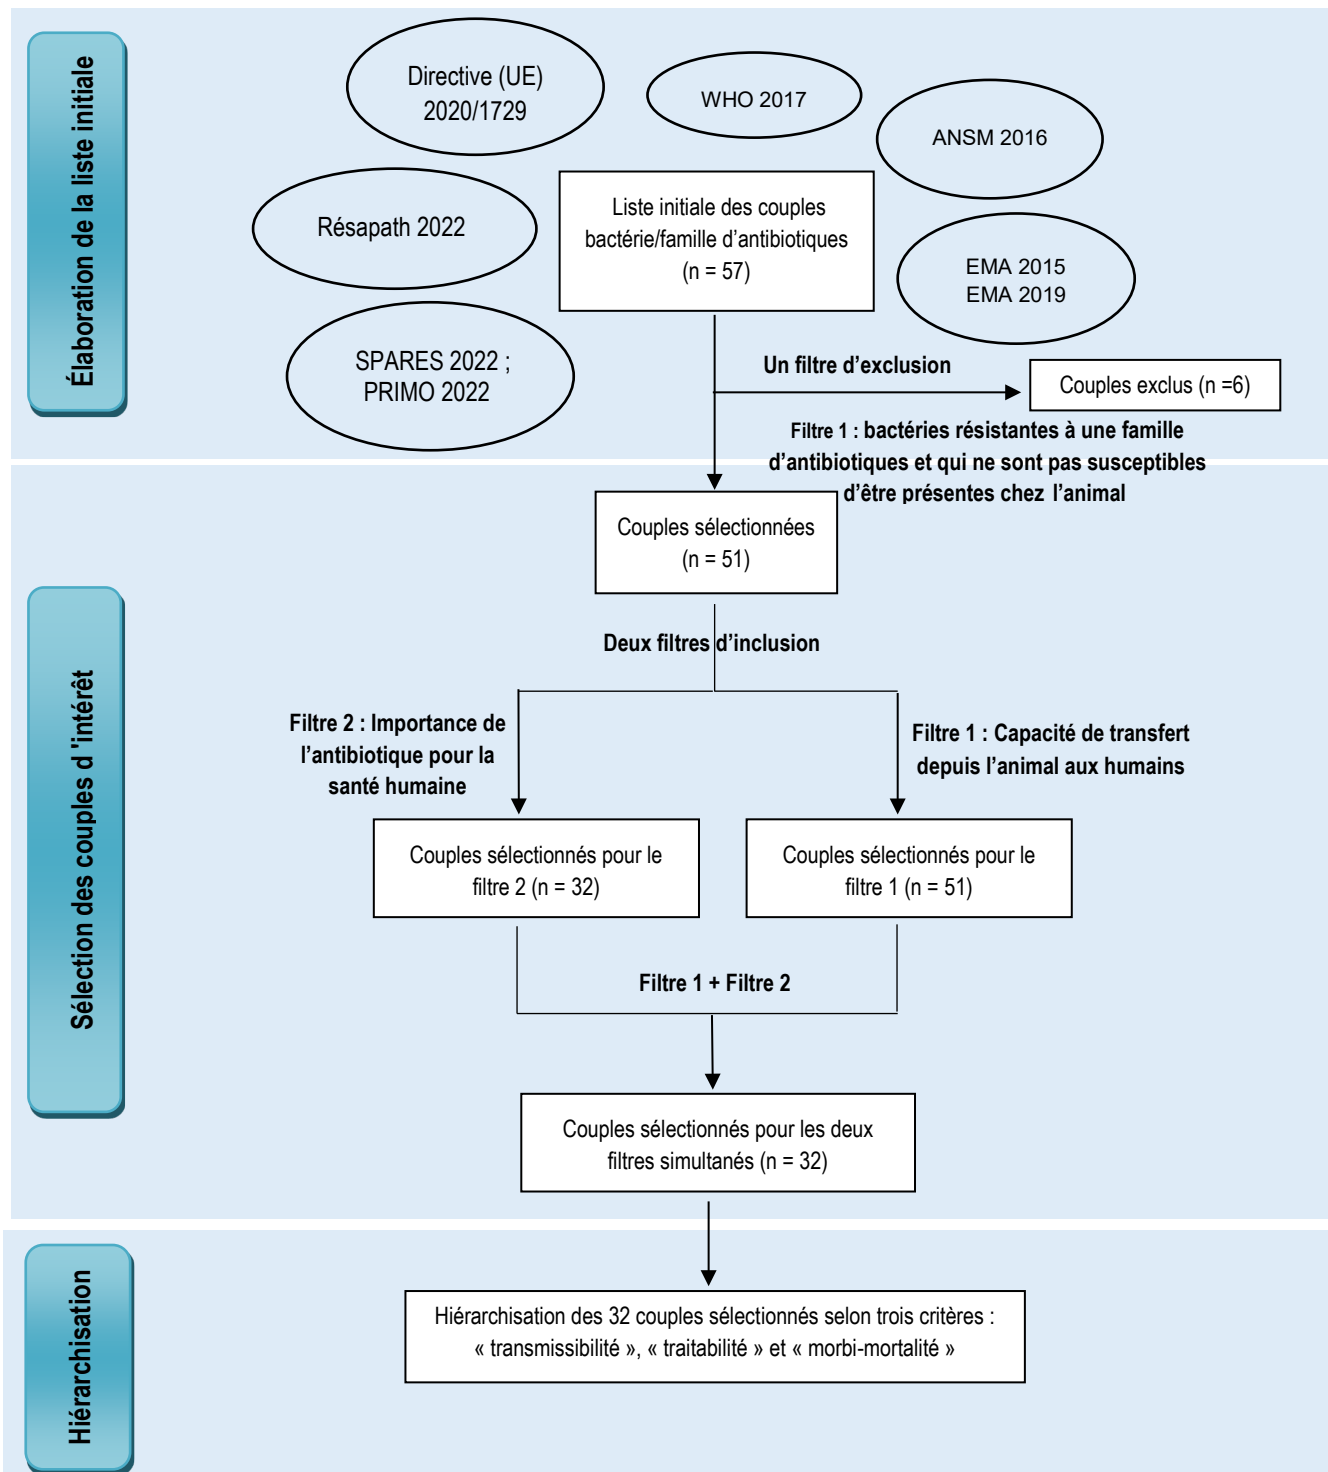 Élaboration de la liste initiale
Directive (UE)
2020/1729
WHO 2017
ANSM 2016
Résapath 2022
Liste initiale des couples
bactérie/famille d’antibiotiques
(n = 57)
EMA 2015
EMA 2019
SPARES 2022 ;
PRIMO 2022
Un filtre d’exclusion
Couples exclus (n =6)
Filtre 1 : bactéries résistantes à une famille
d’antibiotiques et qui ne sont pas susceptibles
d’être présentes chez l’animal
Sélection des couples d 'intérêt
Couples sélectionnées
(n = 51)
Deux filtres d’inclusion
Filtre 2 : Importance de
l’antibiotique pour la
santé humaine
Filtre 1 : Capacité de transfert
depuis l’animal aux humains
Couples sélectionnés pour le
filtre 2 (n = 32)
Couples sélectionnés pour le
filtre 1 (n = 51)
Filtre 1 + Filtre 2
Couples sélectionnés pour les deux
filtres simultanés (n = 32)
Hiérarchisation
Hiérarchisation des 32 couples sélectionnés selon trois critères :
« transmissibilité », « traitabilité » et « morbi-mortalité »